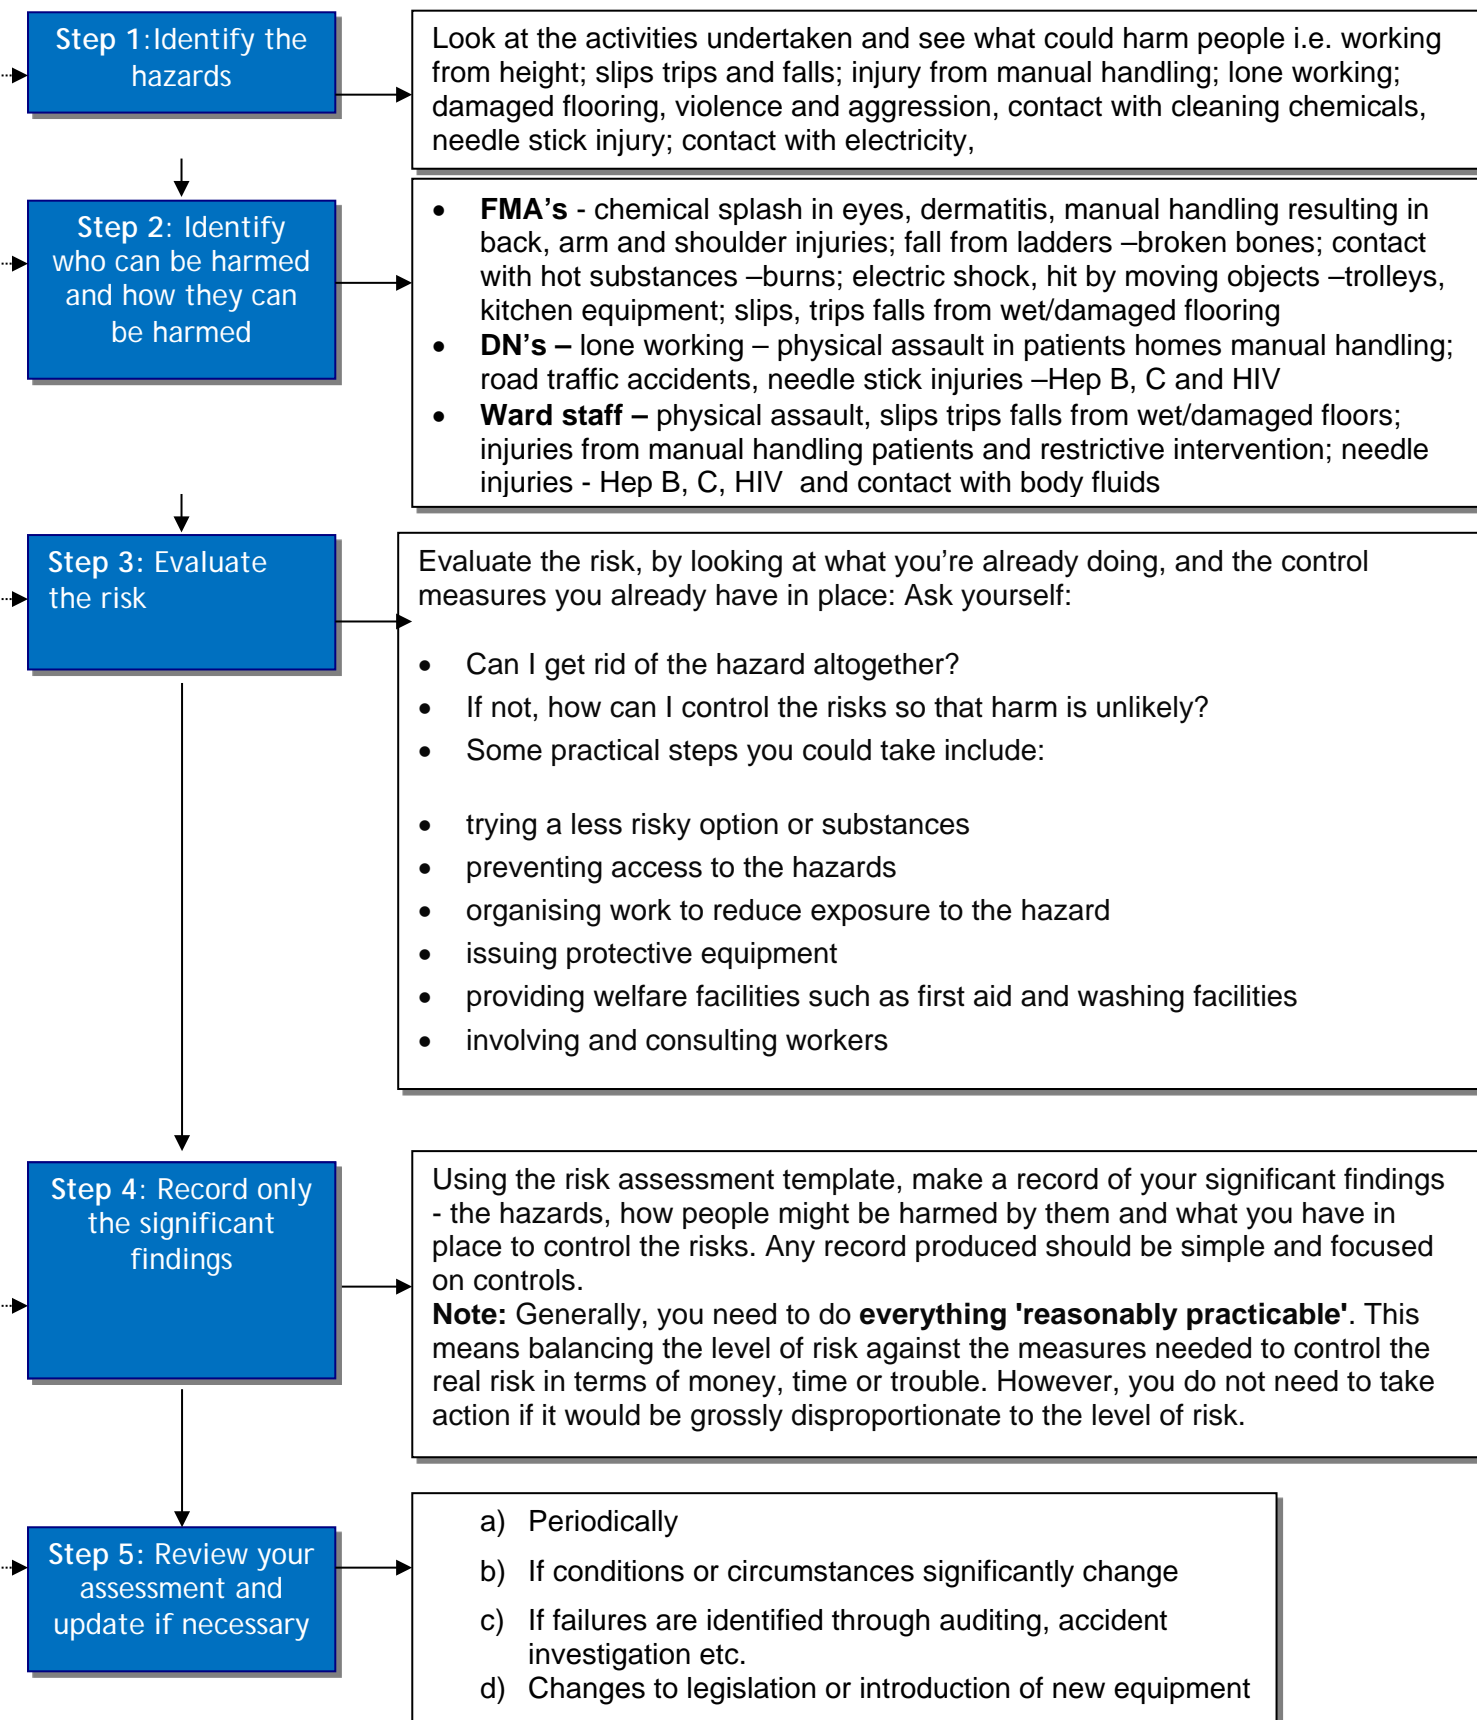 Step 1:Identify the
hazards
Look at the activities undertaken and see what could harm people i.e. working
from height; slips trips and falls; injury from manual handling; lone working;
damaged flooring, violence and aggression, contact with cleaning chemicals,
needle stick injury; contact with electricity,
Step 2: Identify
who can be harmed
and how they can
be harmed
• FMA’s - chemical splash in eyes, dermatitis, manual handling resulting in
back, arm and shoulder injuries; fall from ladders –broken bones; contact
with hot substances –burns; electric shock, hit by moving objects –trolleys,
kitchen equipment; slips, trips falls from wet/damaged flooring
• DN’s – lone working – physical assault in patients homes manual handling;
road traffic accidents, needle stick injuries –Hep B, C and HIV
• Ward staff – physical assault, slips trips falls from wet/damaged floors;
injuries from manual handling patients and restrictive intervention; needle
injuries - Hep B, C, HIV and contact with body fluids
Step 3: Evaluate
the risk
Evaluate the risk, by looking at what you’re already doing, and the control
measures you already have in place: Ask yourself:
• Can I get rid of the hazard altogether?
• If not, how can I control the risks so that harm is unlikely?
• Some practical steps you could take include:
• trying a less risky option or substances
• preventing access to the hazards
• organising work to reduce exposure to the hazard
• issuing protective equipment
• providing welfare facilities such as first aid and washing facilities
• involving and consulting workers
Step 4: Record only
the significant
findings
Using the risk assessment template, make a record of your significant findings
- the hazards, how people might be harmed by them and what you have in
place to control the risks. Any record produced should be simple and focused
on controls.
Note: Generally, you need to do everything 'reasonably practicable'. This
means balancing the level of risk against the measures needed to control the
real risk in terms of money, time or trouble. However, you do not need to take
action if it would be grossly disproportionate to the level of risk.
Step 5: Review your
assessment and
update if necessary
a) Periodically
b) If conditions or circumstances significantly change
c) If failures are identified through auditing, accident
investigation etc.
d) Changes to legislation or introduction of new equipment